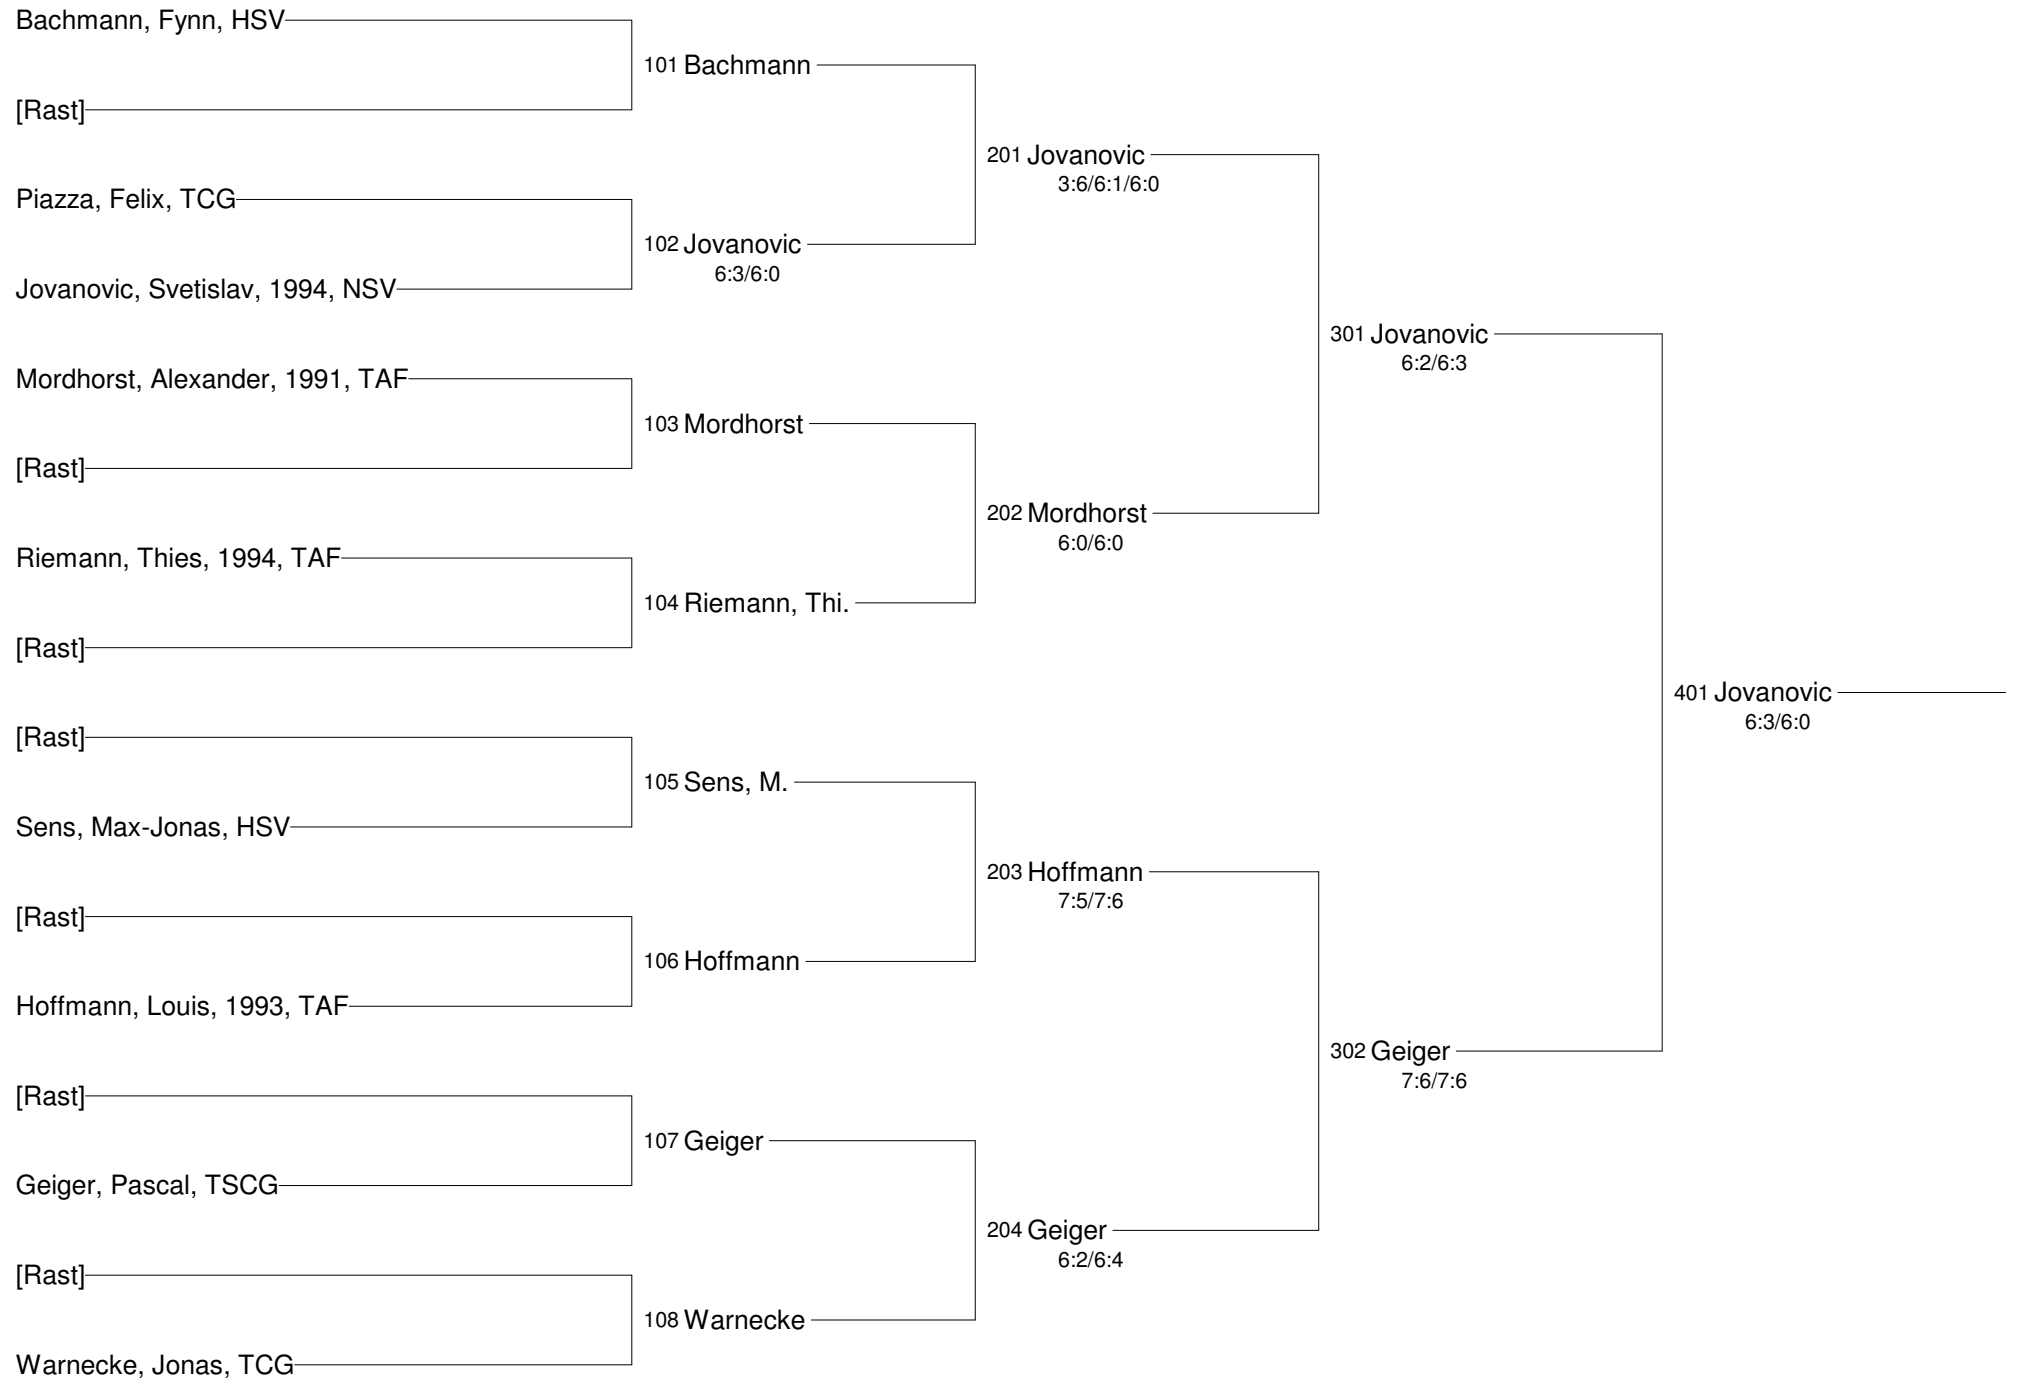 Bachmann, Fynn, HSV
[Rast]
Piazza, Felix, TCG
Jovanovic, Svetislav, 1994, NSV
Mordhorst, Alexander, 1991, TAF
[Rast]
Riemann, Thies, 1994, TAF
[Rast]
[Rast]
Sens, Max-Jonas, HSV
[Rast]
Hoffmann, Louis, 1993, TAF
[Rast]
Geiger, Pascal, TSCG
[Rast]
Warnecke, Jonas, TCG
101 Bachmann
102 Jovanovic
6:3/6:0
103 Mordhorst
104 Riemann, Thi.
105 Sens, M.
106 Hoffmann
107 Geiger
108 Warnecke
201 Jovanovic
3:6/6:1/6:0
202 Mordhorst
6:0/6:0
203 Hoffmann
7:5/7:6
204 Geiger
6:2/6:4
301 Jovanovic
6:2/6:3
302 Geiger
7:6/7:6
401 Jovanovic
6:3/6:0